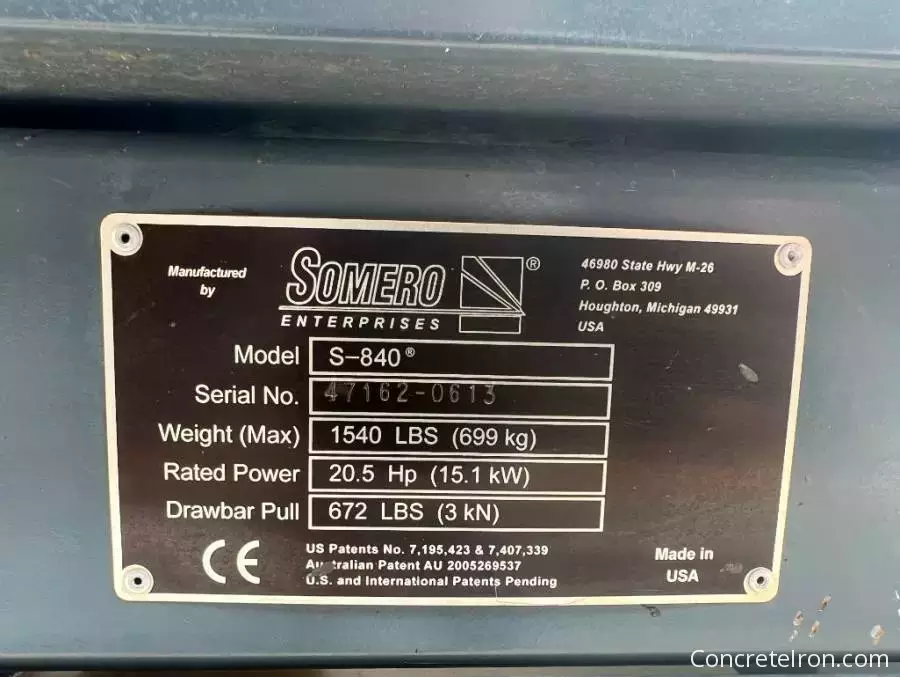 Manufactured
by
SOMERO®
ENTERPRISES
46980 State Hwy M-26
P. O. Box 309
Houghton, Michigan 49931
USA
Model S-840®
Serial No. 47162-0613
Weight (Max) 1540 LBS (699 kg)
Rated Power 20.5 Hp (15.1 kW)
Drawbar Pull 672 LBS (3 kN)
CE
US Patents No. 7,195,423 & 7,407,339
Australian Patent AU 2005269537
U.S. and International Patents Pending
Made in
USA
ConcreteIron.com